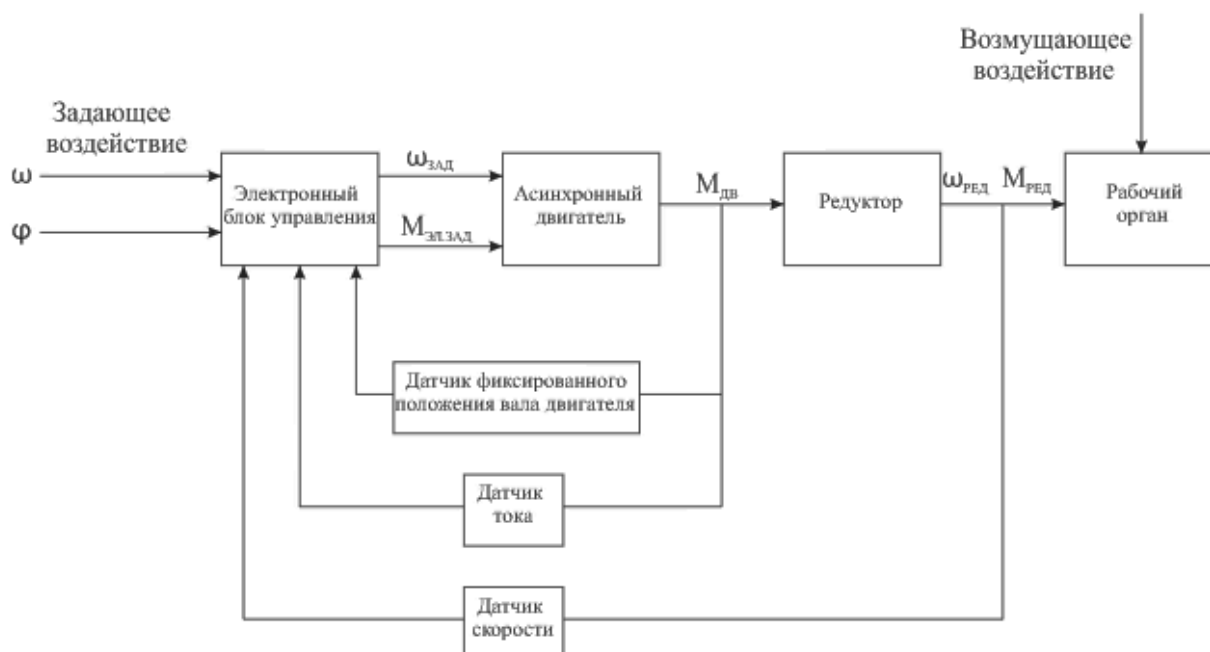 Возмущающее
воздействие
Задающее
воздействие
ω
φ
Электронный
блок управления
ωЗАД
МЭЛ.ЗАД
Асинхронный
двигатель
МДВ
Редуктор
ωРЕД МРЕД
Рабочий
орган
Датчик фиксированного
положения вала двигателя
Датчик
тока
Датчик
скорости